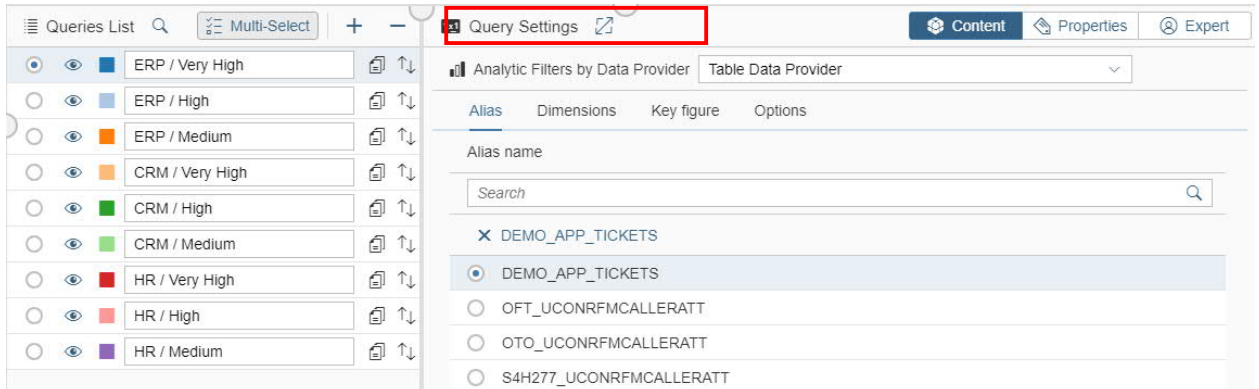 Queries List
Multi-Select
ERP / Very High
ERP / High
ERP / Medium
CRM / Very High
CRM / High
CRM / Medium
HR / Very High
HR / High
HR / Medium
Query Settings
Content
Properties
Expert
Analytic Filters by Data Provider
Table Data Provider
Alias
Dimensions
Key figure
Options
Alias name
Search
DEMO_APP_TICKETS
DEMO_APP_TICKETS
OFT_UCONRFMCALLERATT
OTO_UCONRFMCALLERATT
S4H277_UCONRFMCALLERATT